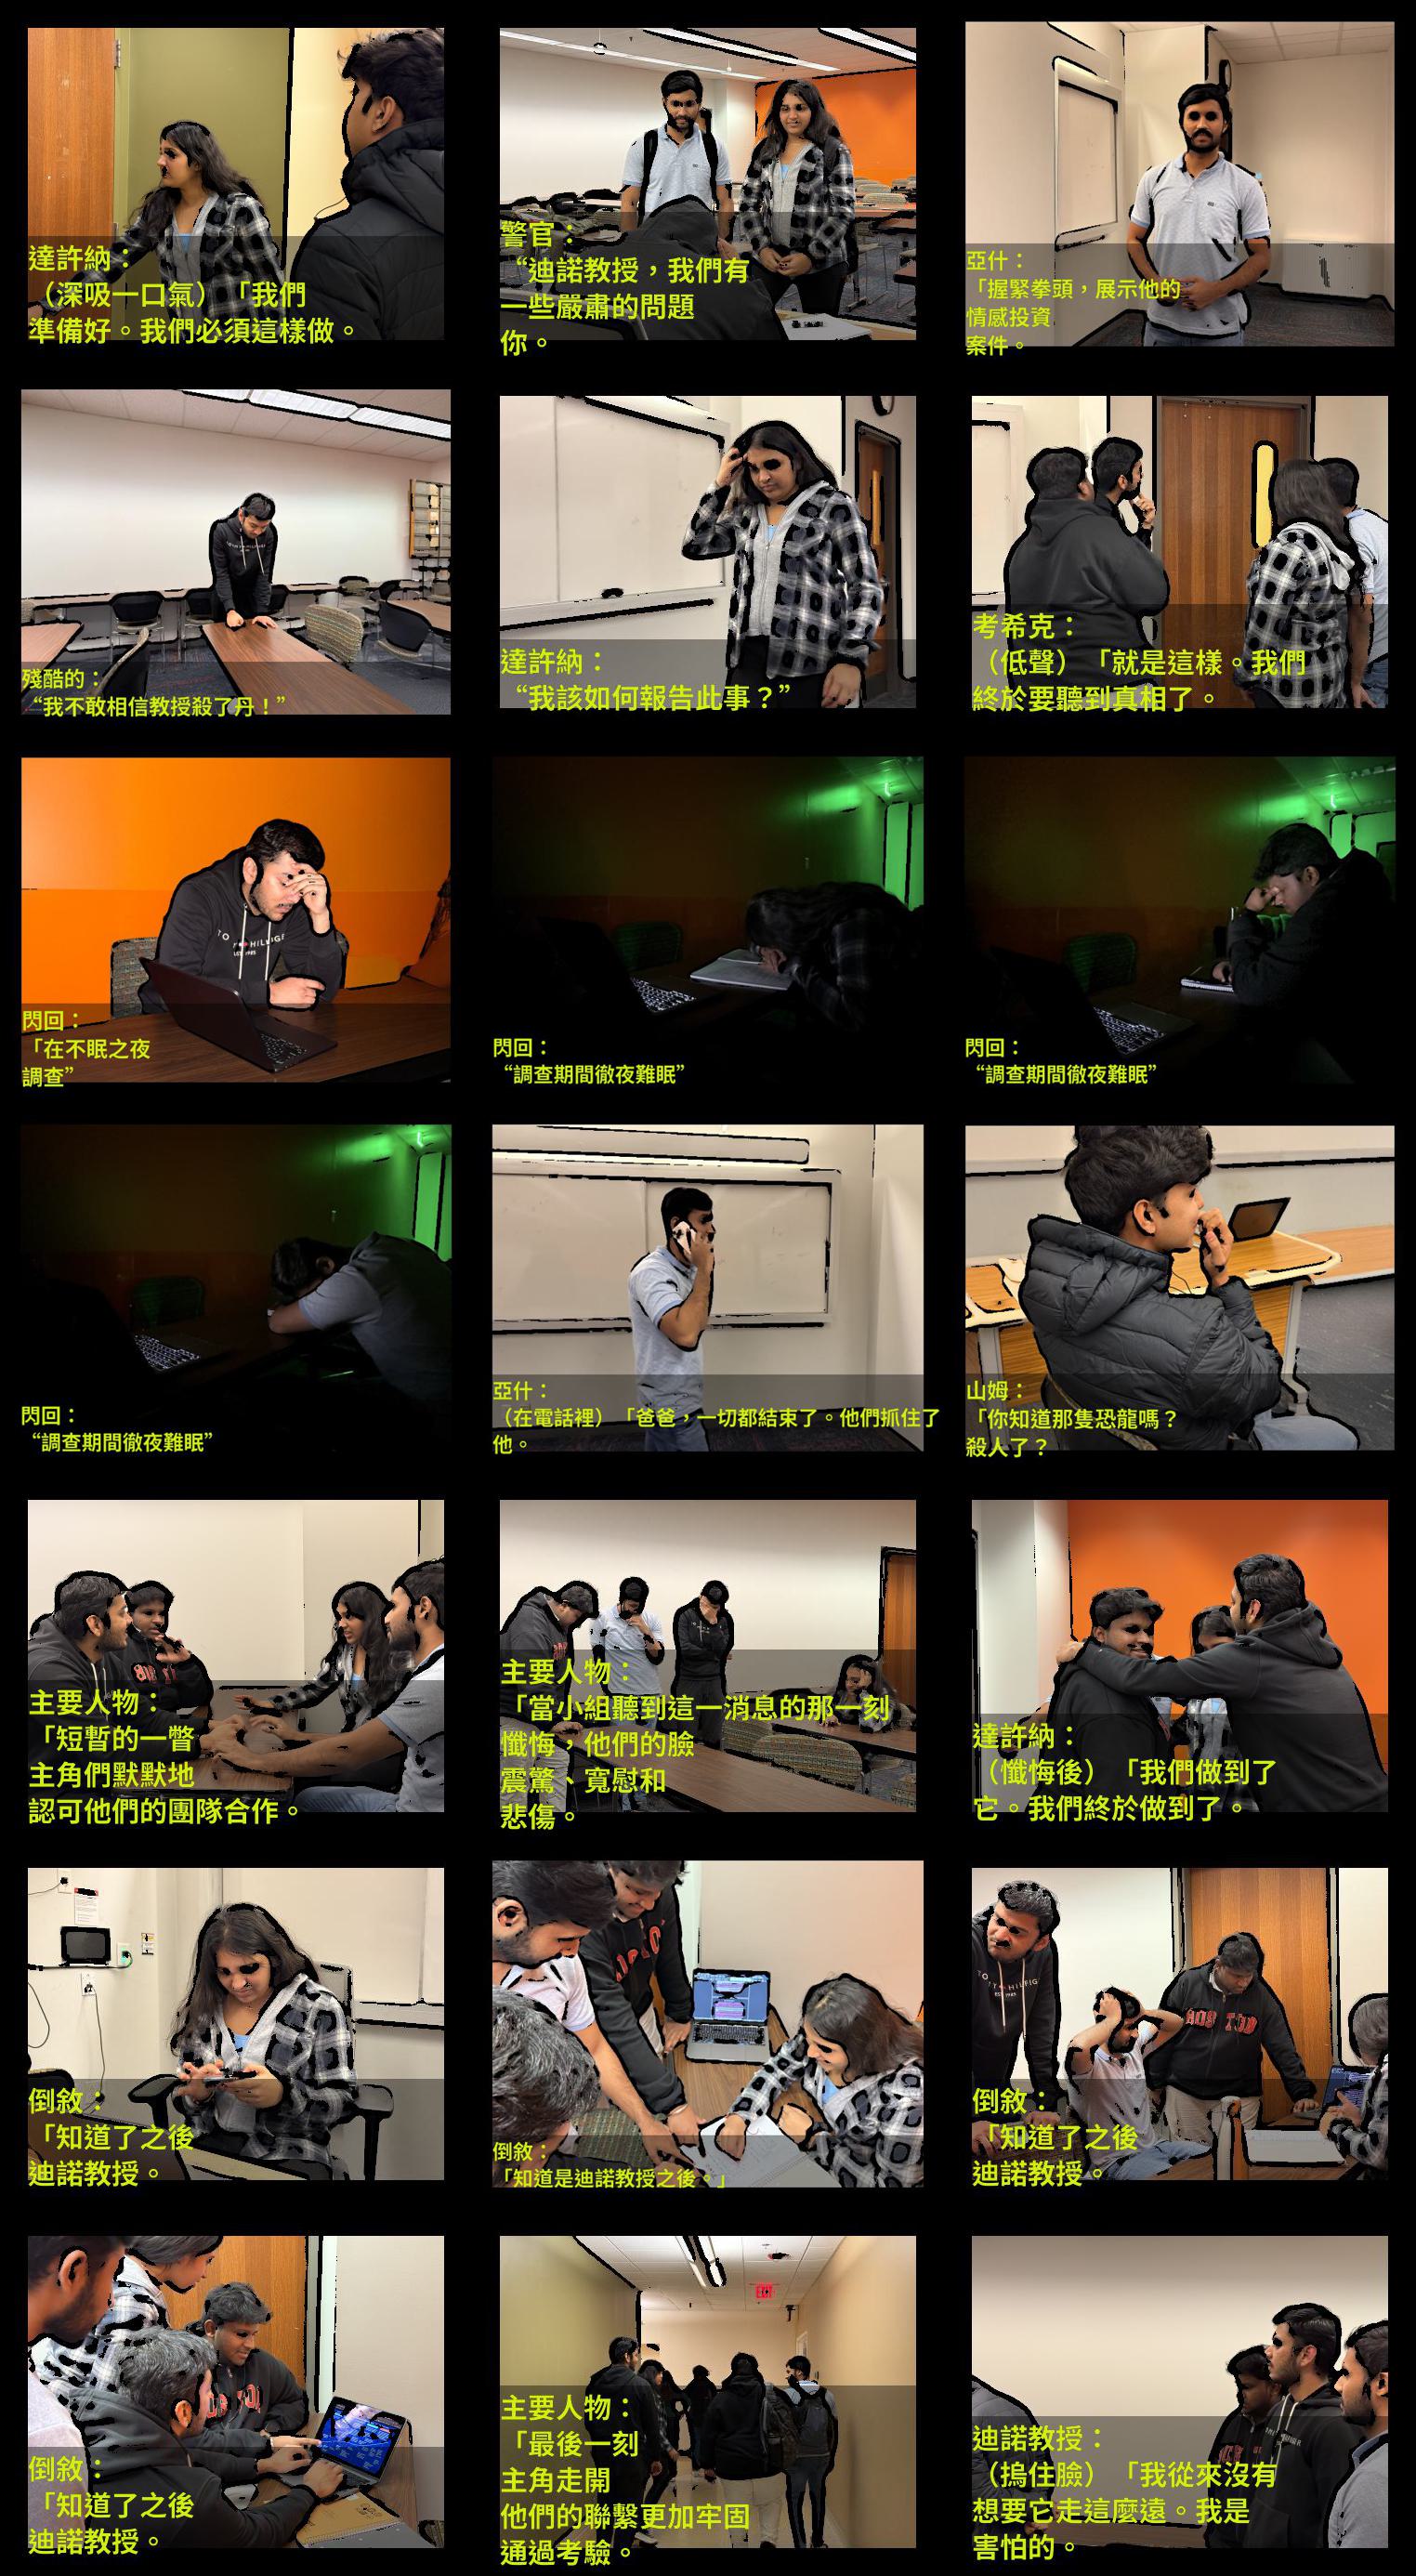 達許納：
（深吸一口氣）「我們
準備好。我們必須這樣做。
警官：
“迪諾教授，我們有
一些嚴肅的問題
你。
亞什：
「握緊拳頭，展示他的
情感投資
案件。
殘酷的：
“我不敢相信教授殺了丹！”
達許納：
“我該如何報告此事？”
考希克：
（低聲）「就是這樣。我們
終於要聽到真相了。
閃回：
「在不眠之夜
調查”
閃回：
“調查期間徹夜難眠”
閃回：
“調查期間徹夜難眠”
閃回：
“調查期間徹夜難眠”
亞什：
（在電話裡）「爸爸，一切都結束了。他們抓住了
他。
山姆：
「你知道那隻恐龍嗎？
殺人了？
主要人物：
「短暫的一瞥
主角們默默地
認可他們的團隊合作。
主要人物：
「當小組聽到這一消息的那一刻
懺悔，他們的臉
震驚、寬慰和
悲傷。
達許納：
（懺悔後）「我們做到了
它。我們終於做到了。
倒敘：
「知道了之後
迪諾教授。
倒敘：
「知道是迪諾教授之後。」
倒敘：
「知道了之後
迪諾教授。
倒敘：
「知道了之後
迪諾教授。
主要人物：
「最後一刻
主角走開
他們的聯繫更加牢固
通過考驗。
迪諾教授：
（搗住臉）「我從來沒有
想要它走這麼遠。我是
害怕的。